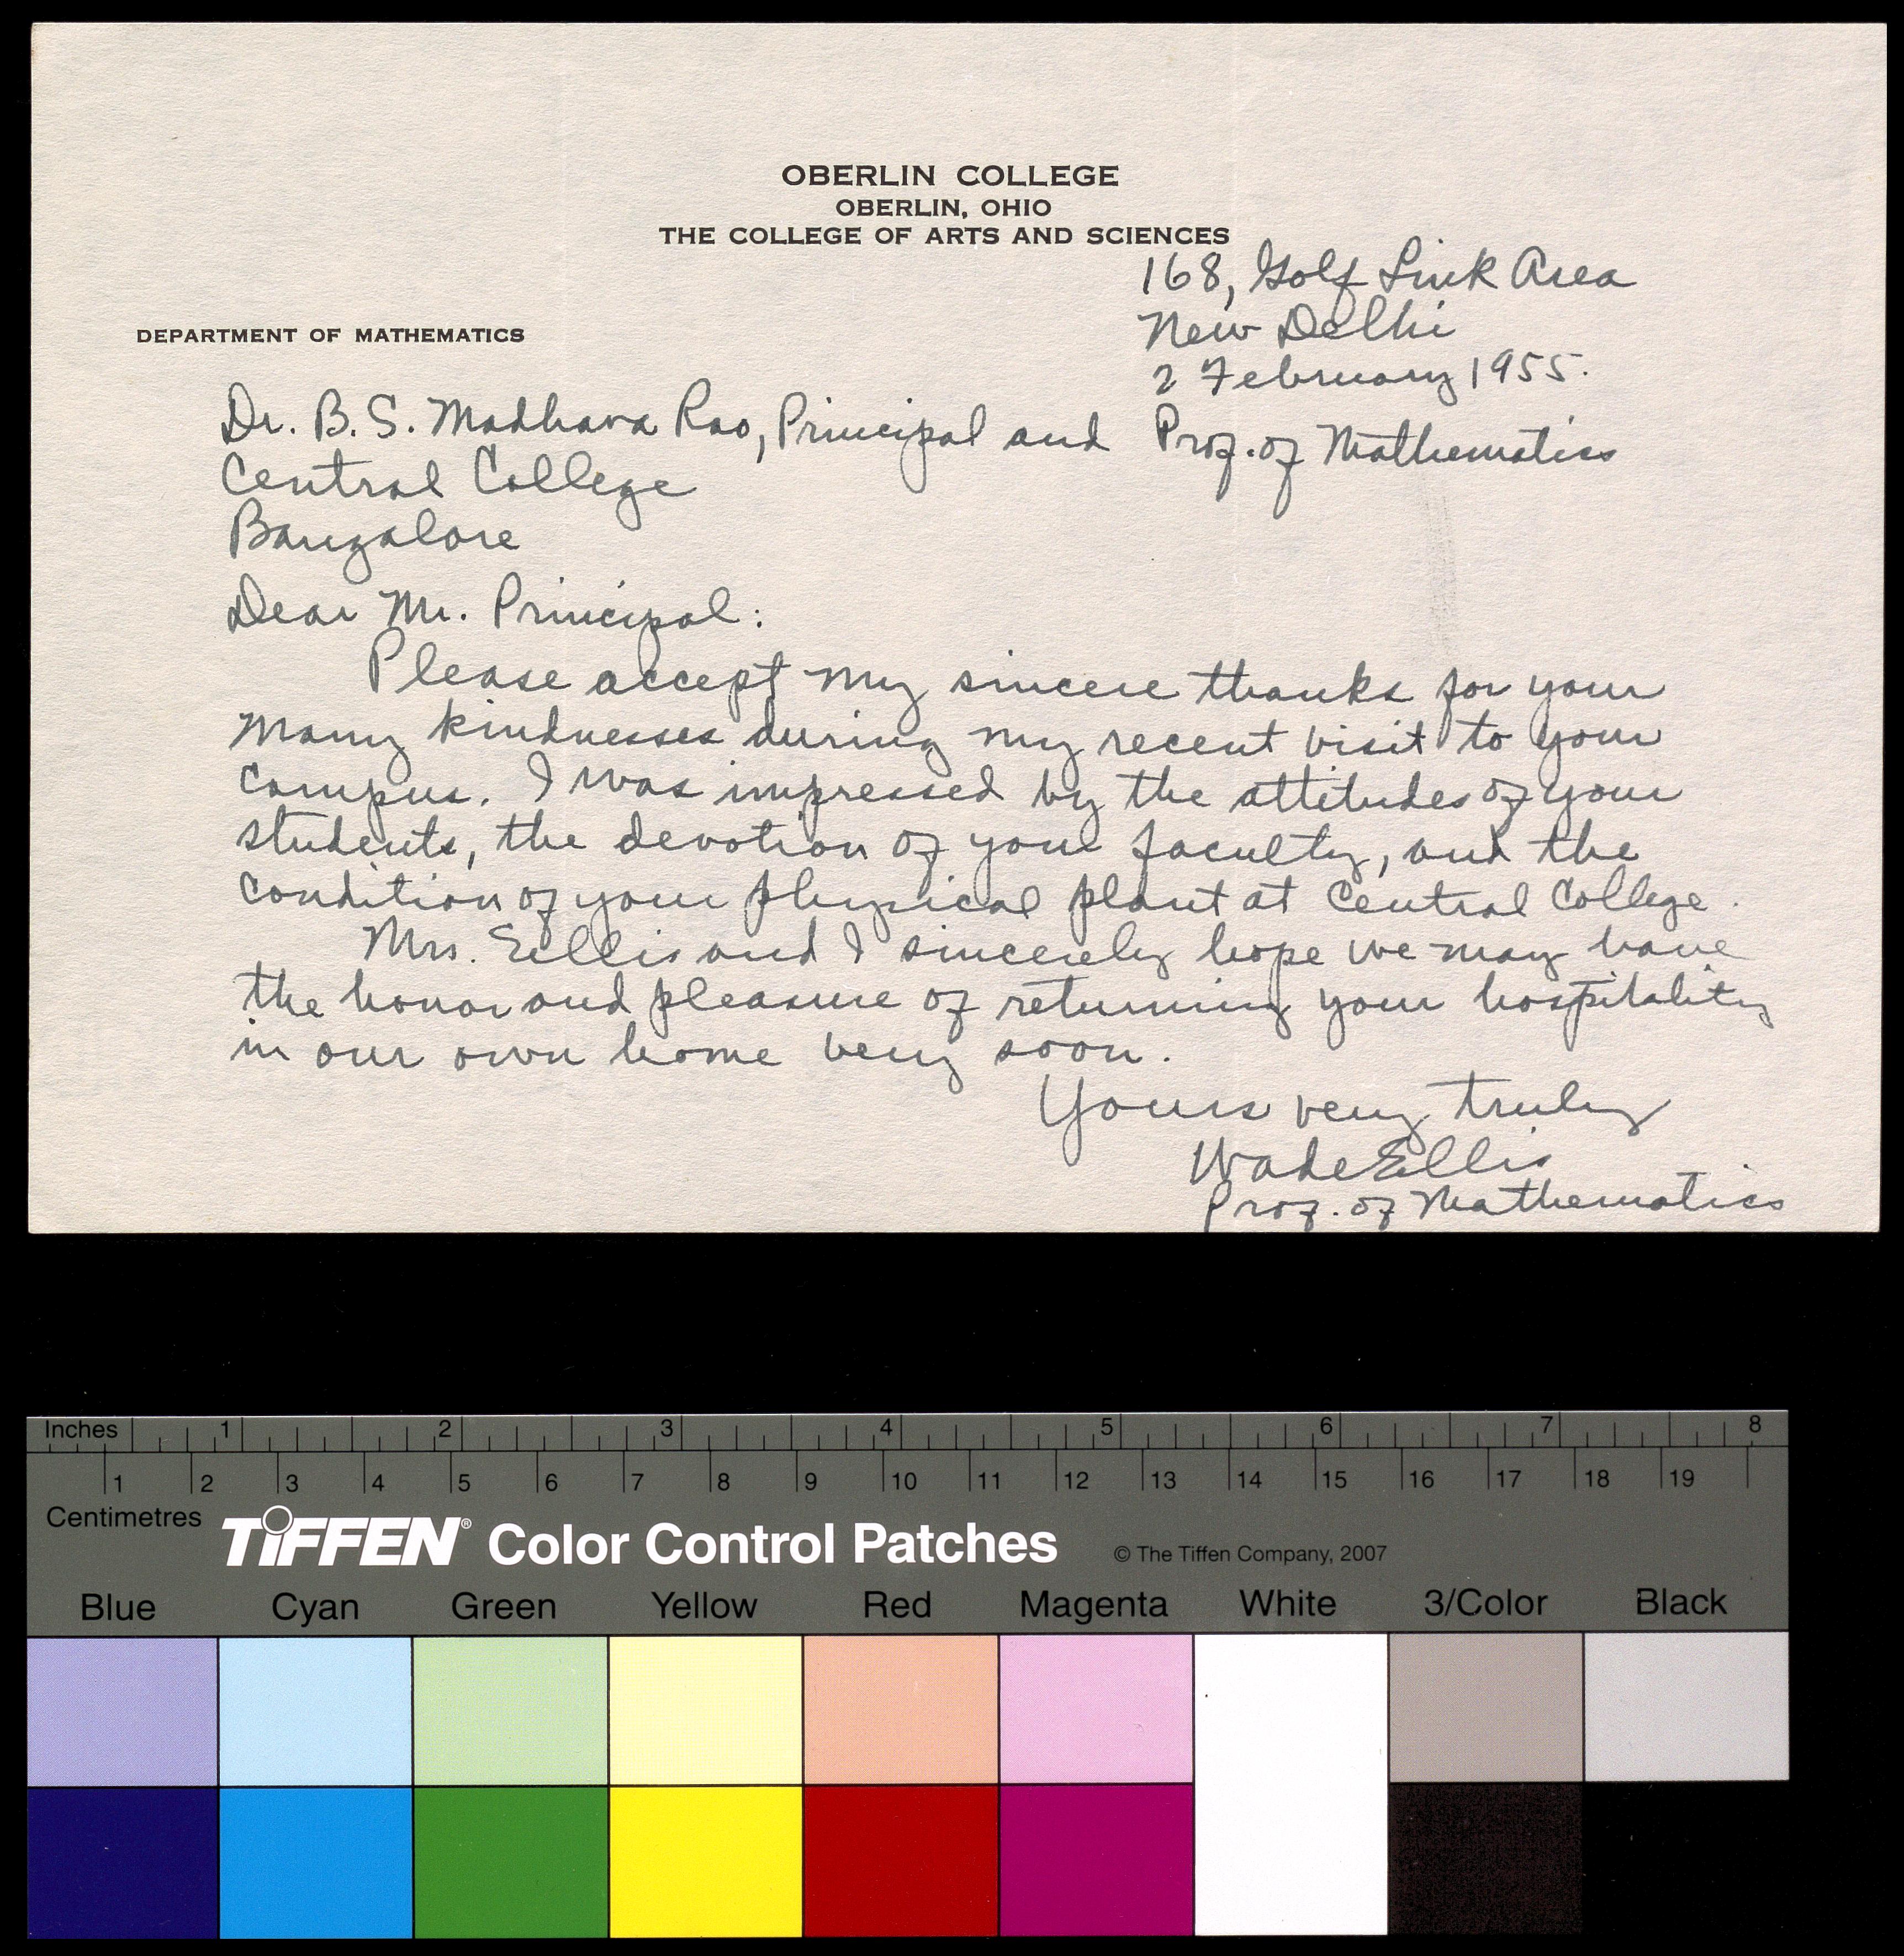 OBERLIN COLLEGE
OBERLIN, OHIO
THE COLLEGE OF ARTS AND SCIENCES
168, Golf Link Area
New Delhi
2 February 1955.
DEPARTMENT OF MATHEMATICS
Dr. B. S. Madhava Rao, Principal and Prof. of Mathematics
Central College
Bangalore
Dear Mr. Principal:
Please accept my sincere thanks for your
many kindnesses during my recent visit to your
campus. I was impressed by the attitudes of your
students, the devotion of your faculty, and the
condition of your physical plant at Central College.
Mrs. Ellis and I sincerely hope we may have
the honor and pleasure of returning your hospitality
in our own home very soon.
Yours very truly
Wade Ellis
Prof. of Mathematics
Inches 1 2 3 4 5 6 7 8
1 2 3 4 5 6 7 8 9 10 11 12 13 14 15 16 17 18 19
Centimetres
TIFFEN® Color Control Patches © The Tiffen Company, 2007
Blue Cyan Green Yellow Red Magenta White 3/Color Black